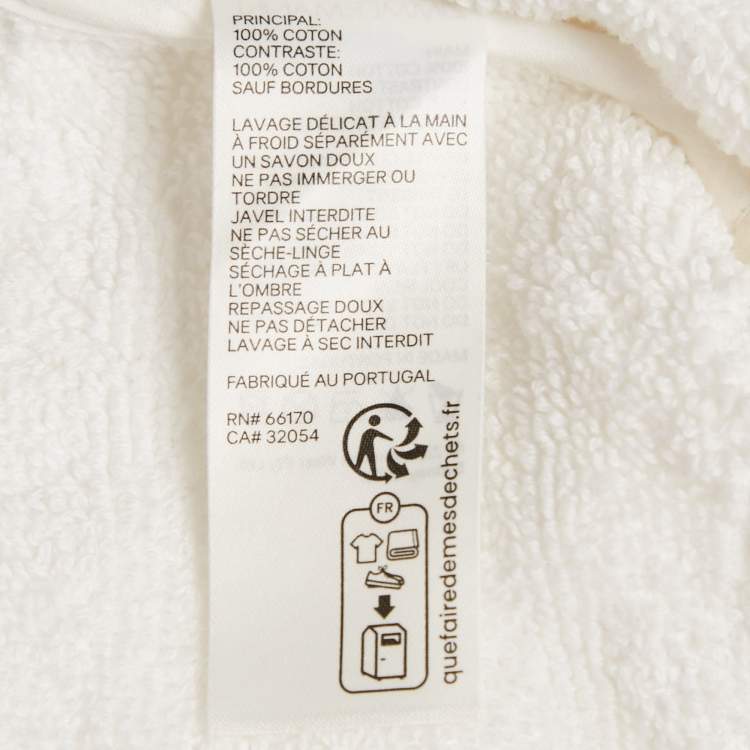 PRINCIPAL:
100% COTON
CONTRASTE:
100% COTON
SAUF BORDURES
LAVAGE DÉLICAT À LA MAIN
À FROID SÉPARÉMENT AVEC
UN SAVON DOUX
NE PAS IMMERGER OU
TORDRE
JAVEL INTERDITE
NE PAS SÉCHER AU
SÈCHE-LINGE
SÉCHAGE À PLAT À
L'OMBRE
REPASSAGE DOUX
NE PAS DÉTACHER
LAVAGE À SEC INTERDIT
FABRIQUÉ AU PORTUGAL
RN# 66170
CA# 32054
FR
quefairedemesdechets.fr